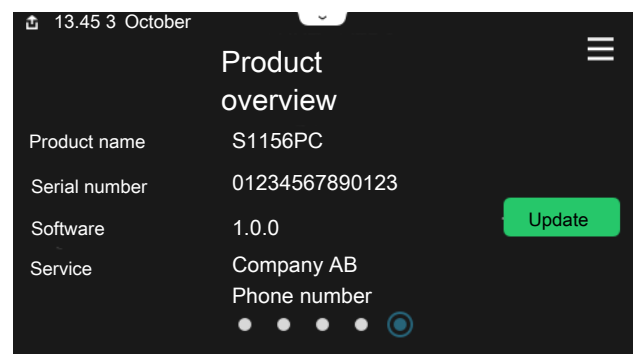 13.45 3 October
Product
overview
Product name S1156PC
Serial number 01234567890123
Software 1.0.0
Update
Service Company AB
Phone number